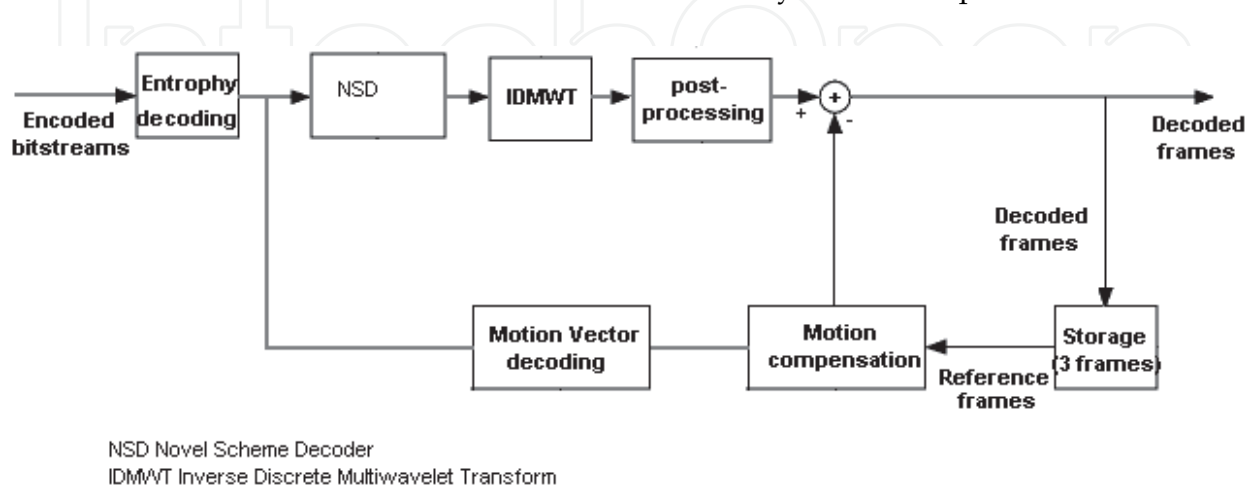 Entrophy
decoding
NSD
IDMWT
post-
processing
+
+
-
Encoded
bitstreams
Decoded
frames
Decoded
frames
Motion Vector
decoding
Motion
compensation
Storage
(3 frames)
Reference
frames
NSD Novel Scheme Decoder
IDMWT Inverse Discrete Multiwavelet Transform